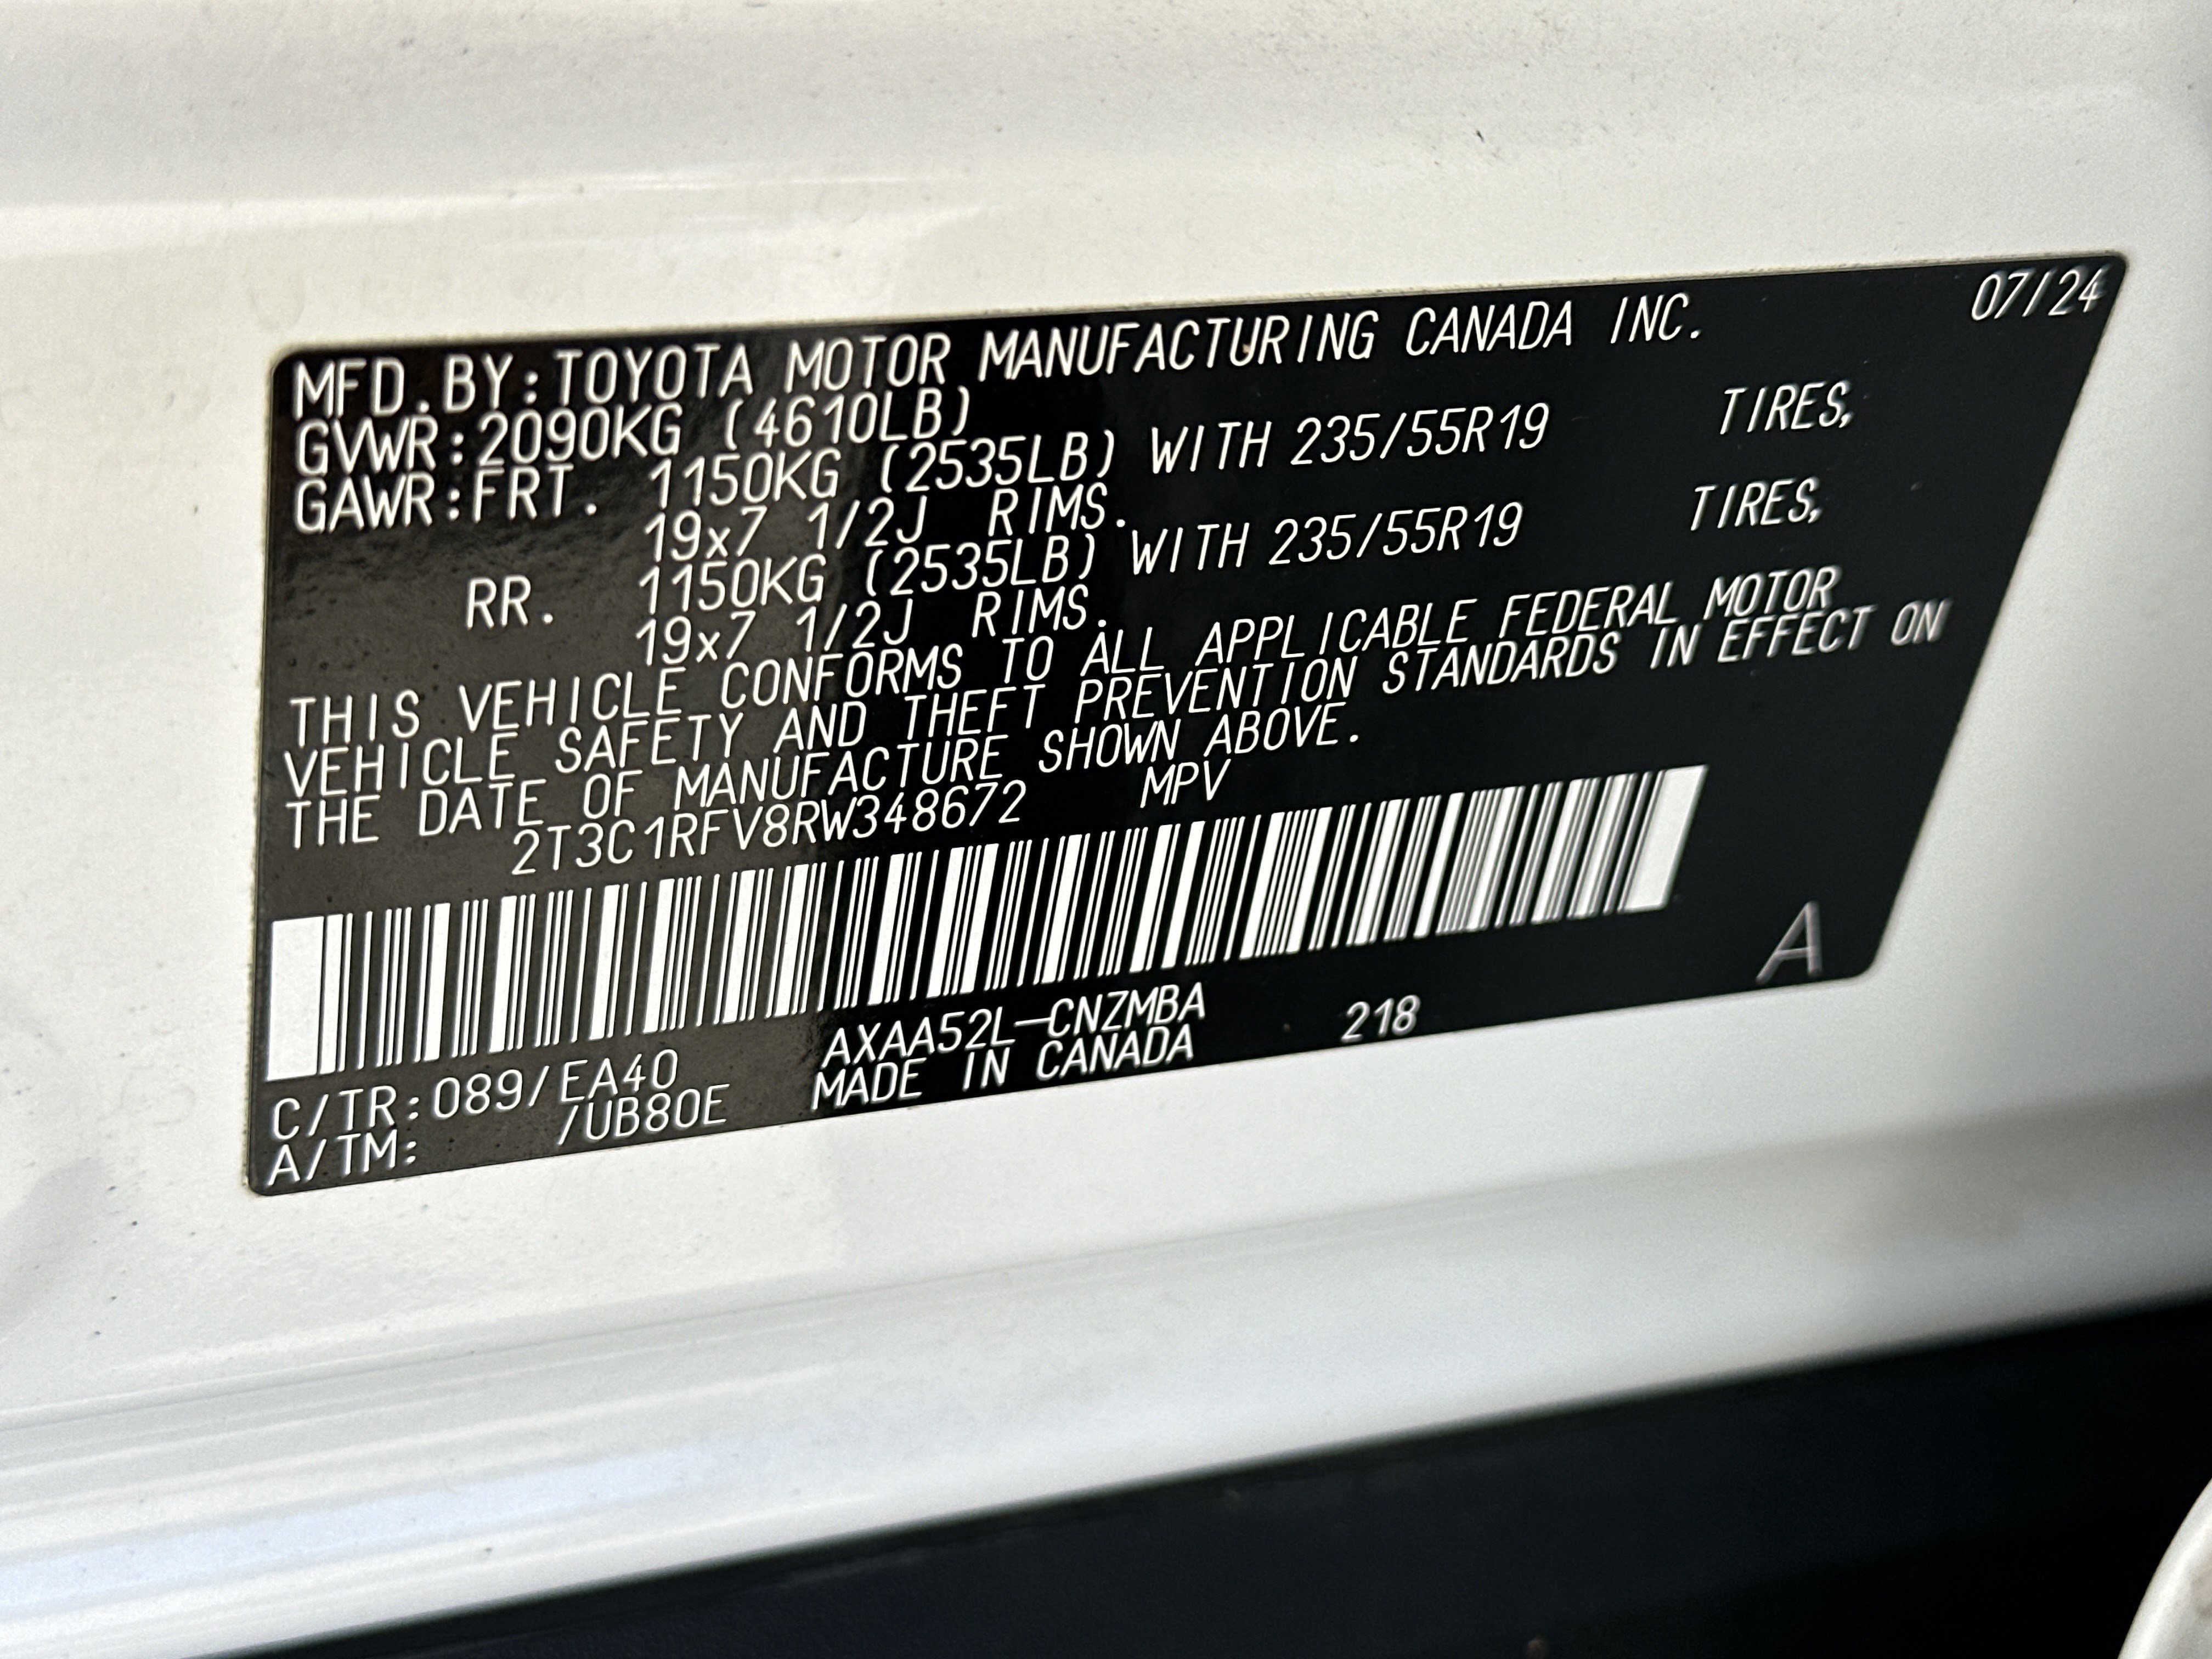 07/24
MFD.BY:TOYOTA MOTOR MANUFACTURING CANADA INC.
GVWR:2090KG (4610LB)
GAWR:FRT. 1150KG (2535LB) WITH 235/55R19 TIRES,
19x7 1/2J RIMS.
RR. 1150KG (2535LB) WITH 235/55R19 TIRES,
19x7 1/2J RIMS.
THIS VEHICLE CONFORMS TO ALL APPLICABLE FEDERAL MOTOR
VEHICLE SAFETY AND THEFT PREVENTION STANDARDS IN EFFECT ON
THE DATE OF MANUFACTURE SHOWN ABOVE.
2T3C1RFV8RW348672 MPV
A
C/TR:089/EA40 AXAA52L-CNZMBA 218
A/TM: /UB80E MADE IN CANADA